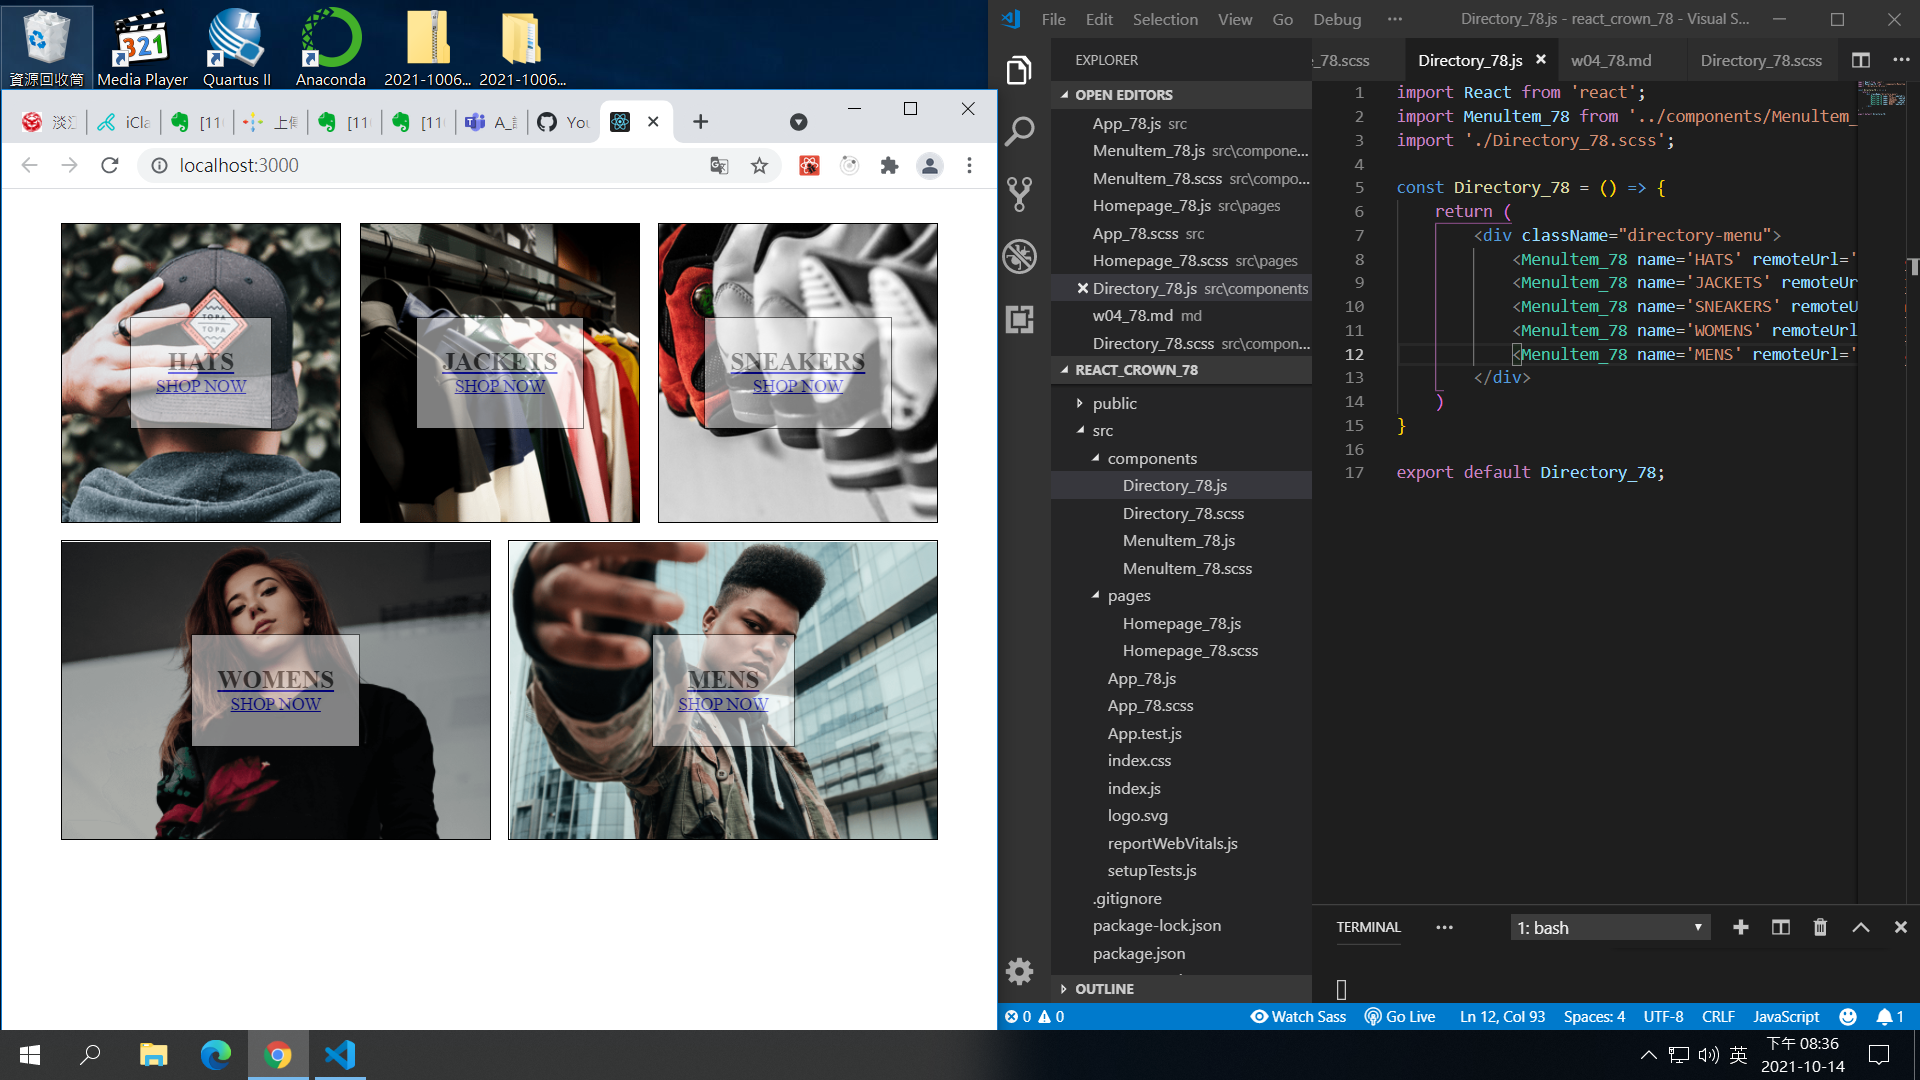 資源回收筒
Media Player
Quartus II
Anaconda
2021-1006...
2021-1006...
淡江
iCla
[11
上傳
[11
[11
You
localhost:3000
TOPA
TOPA
HATS
SHOP NOW
JACKETS
SHOP NOW
SNEAKERS
SHOP NOW
WOMENS
SHOP NOW
MENS
SHOP NOW
File Edit Selection View Go Debug ···
Directory_78.js - react_crown_78 - Visual S...
EXPLORER
OPEN EDITORS
App_78.js src
MenuItem_78.js src\compone...
MenuItem_78.scss src\compo...
Homepage_78.js src\pages
App_78.scss src
Homepage_78.scss src\pages
Directory_78.js src\components
w04_78.md md
Directory_78.scss src\compon...
REACT_CROWN_78
public
src
components
Directory_78.js
Directory_78.scss
MenuItem_78.js
MenuItem_78.scss
pages
Homepage_78.js
Homepage_78.scss
App_78.js
App_78.scss
App.test.js
index.css
index.js
logo.svg
reportWebVitals.js
setupTests.js
.gitignore
package-lock.json
package.json
OUTLINE
e_78.scss
Directory_78.js
w04_78.md
Directory_78.scss
1 import React from 'react';
2 import MenuItem_78 from '../components/MenuItem_
3 import './Directory_78.scss';
4
5 const Directory_78 = () => {
6 return (
7 <div className="directory-menu">
8 <MenuItem_78 name='HATS' remoteUrl='
9 <MenuItem_78 name='JACKETS' remoteUr
10 <MenuItem_78 name='SNEAKERS' remoteU
11 <MenuItem_78 name='WOMENS' remoteUrl
12 <MenuItem_78 name='MENS' remoteUrl='
13 </div>
14 )
15 }
16
17 export default Directory_78;
TERMINAL ···
1: bash
0 0
Watch Sass
Go Live
Ln 12, Col 93
Spaces: 4
UTF-8
CRLF
JavaScript
1
英
下午 08:36
2021-10-14